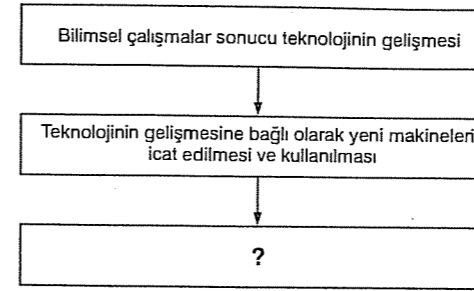 Bilimsel çalışmalar sonucu teknolojinin gelişmesi
Teknolojinin gelişmesine bağlı olarak yeni makineleri
icat edilmesi ve kullanılması
?